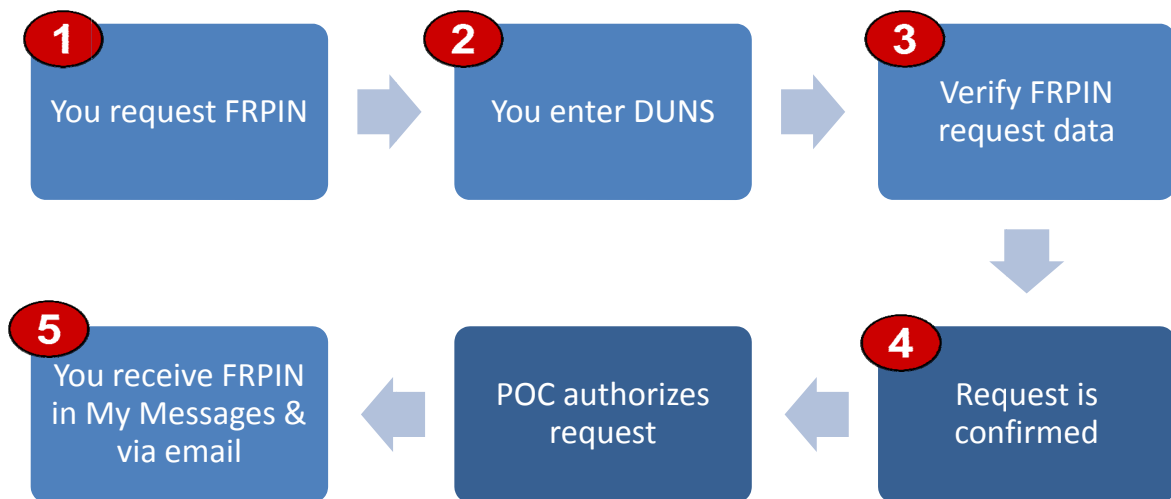 1
You request FRPIN
2
You enter DUNS
3
Verify FRPIN
request data
4
Request is
confirmed
POC authorizes
request
5
You receive FRPIN
in My Messages &
via email